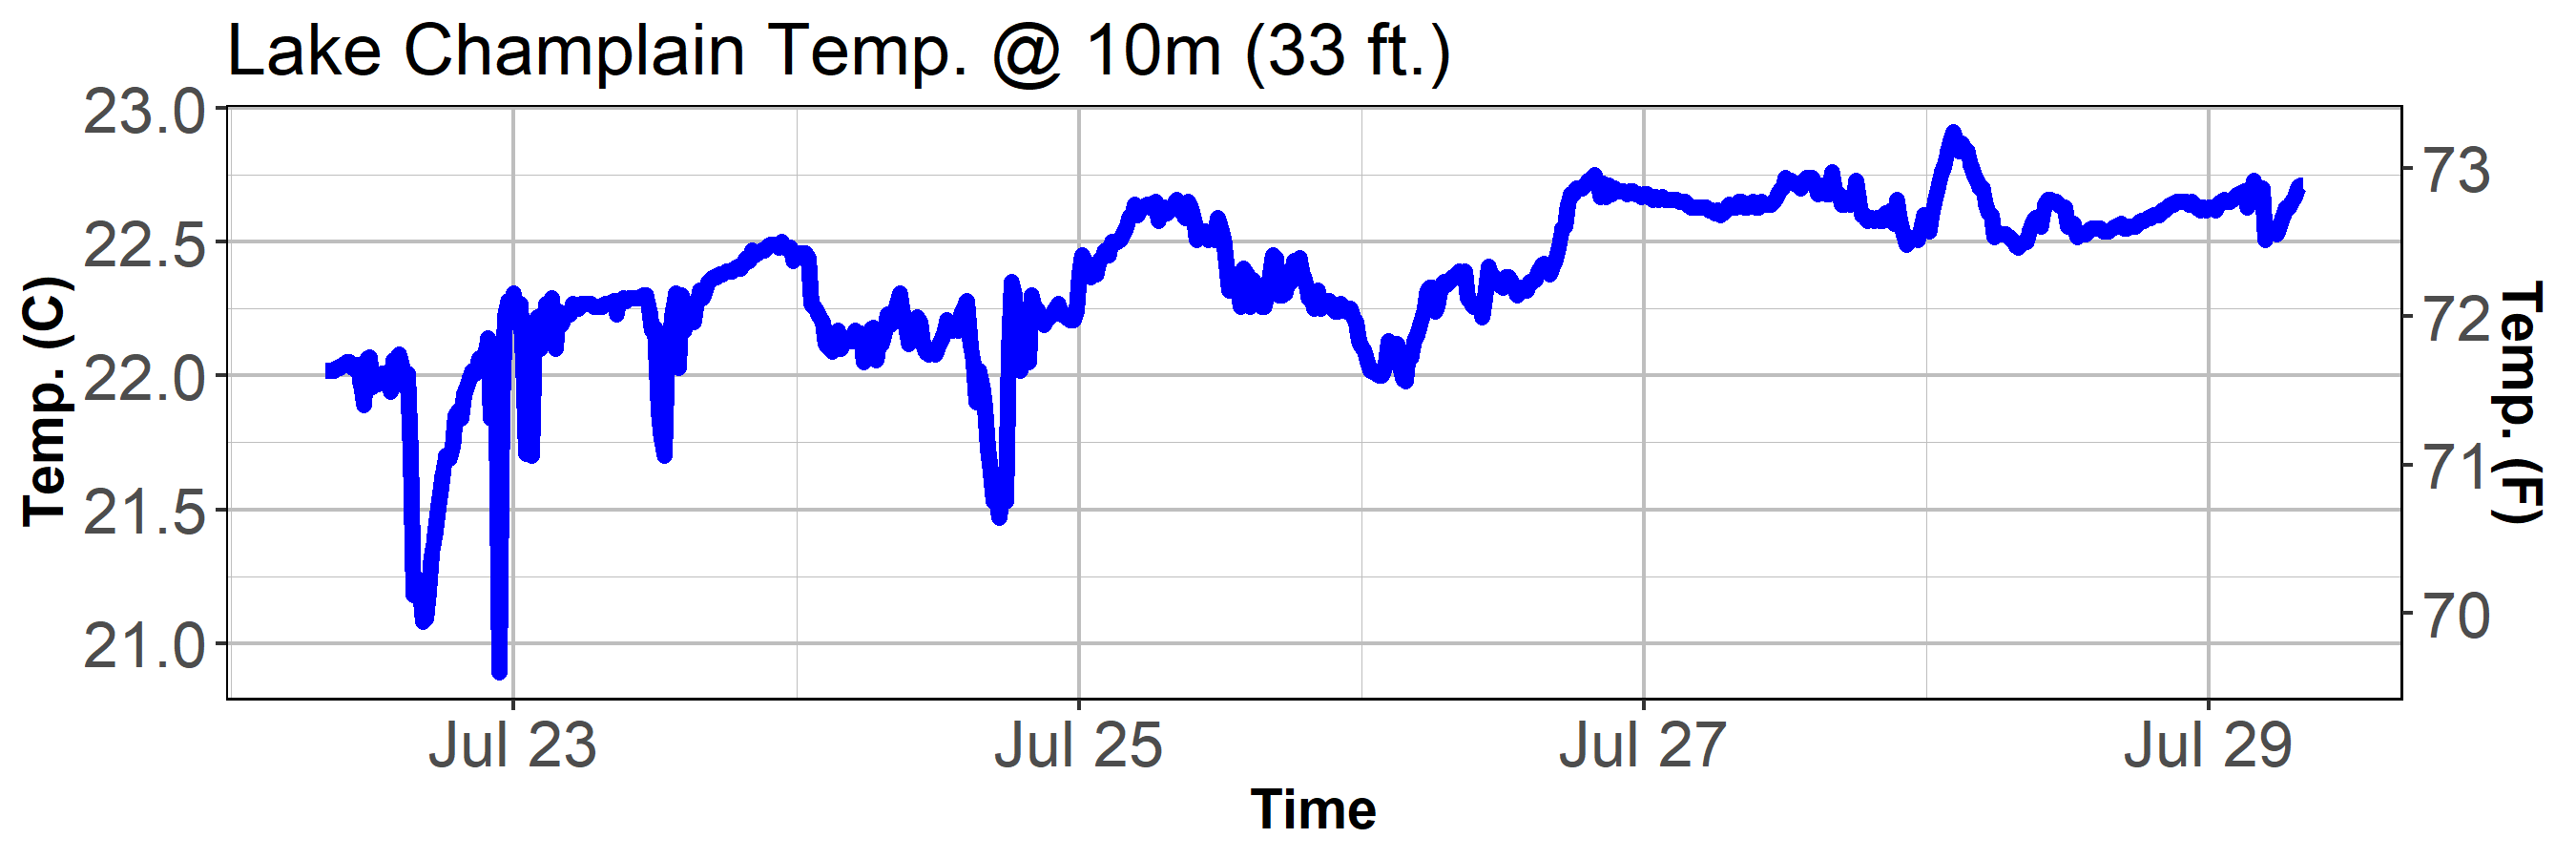 Lake Champlain Temp. @ 10m (33 ft.)
23.0
22.5
22.0
21.5
21.0
Temp. (C)
73
72
71
70
Temp. (F)
Jul 23
Jul 25
Jul 27
Jul 29
Time